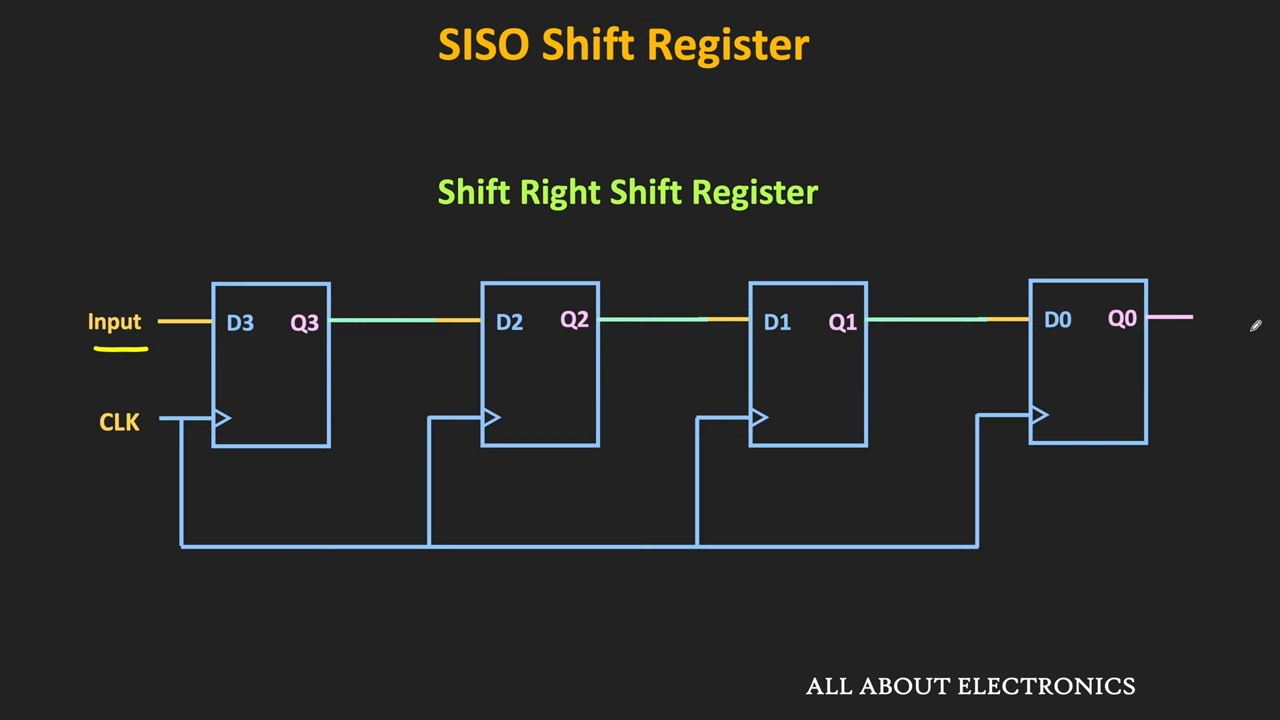 SISO Shift Register
Shift Right Shift Register
Input D3 Q3 D2 Q2 D1 Q1 D0 Q0
CLK
ALL ABOUT ELECTRONICS